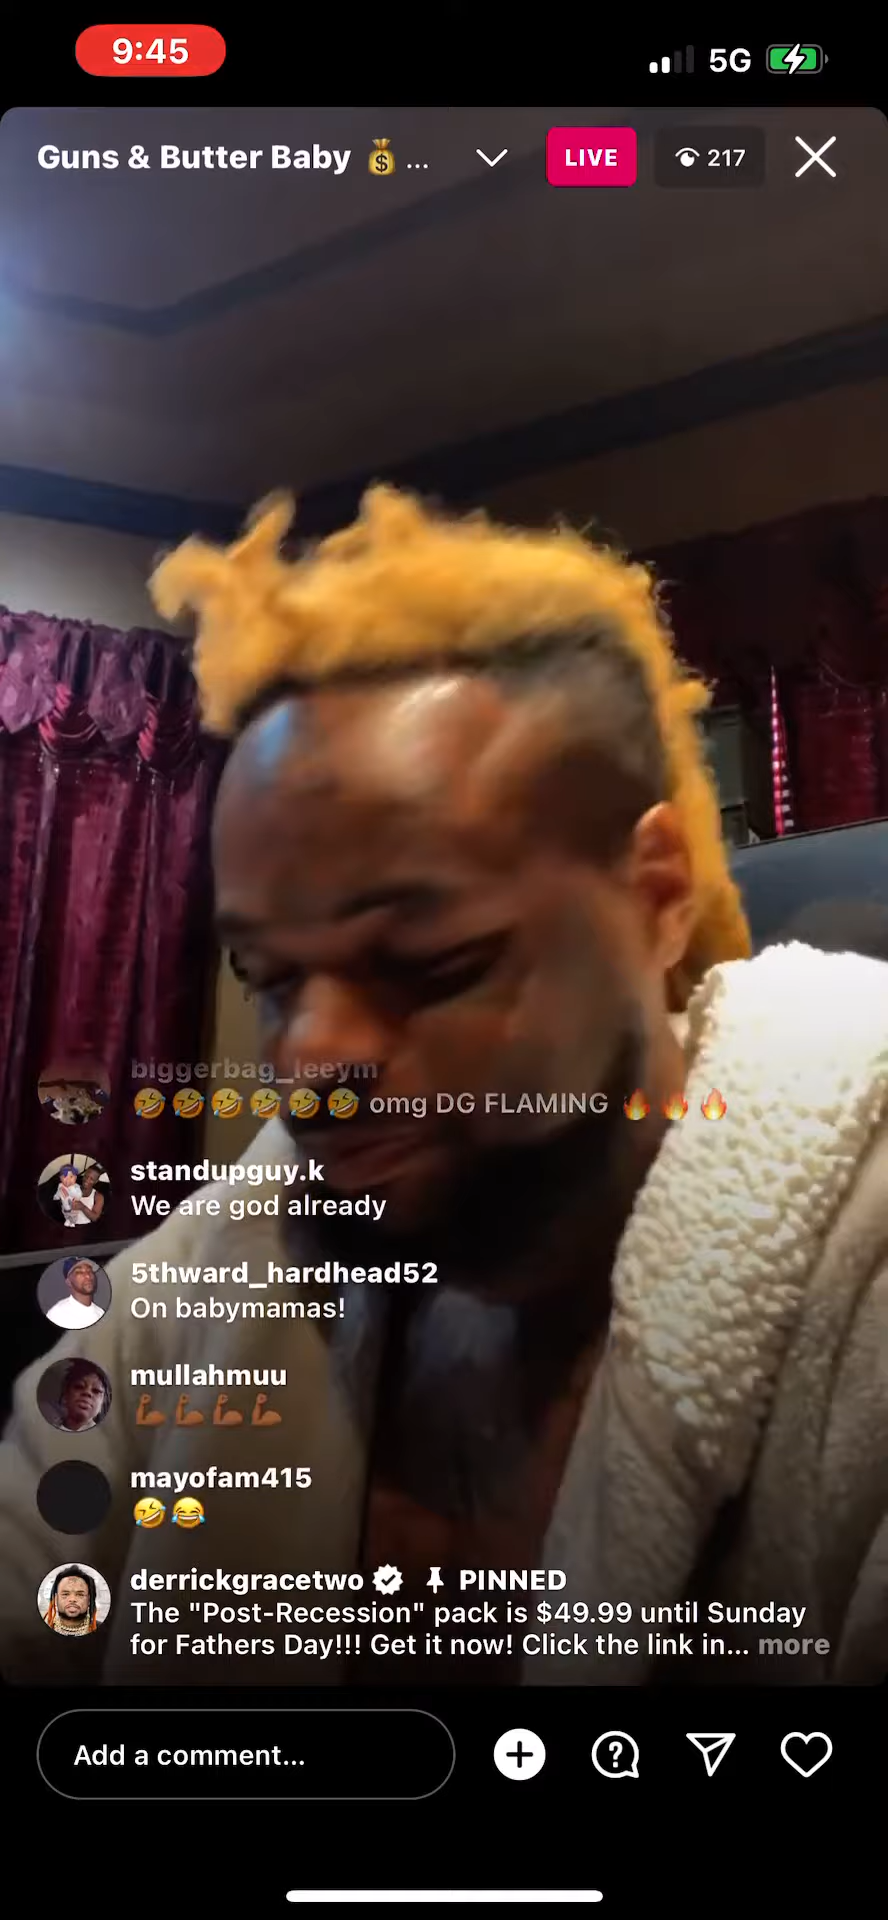 9:45
5G
Guns & Butter Baby 💰 ...
LIVE
217
biggerbag_leeym
🤣🤣🤣🤣🤣🤣 omg DG FLAMING 🔥🔥🔥
standupguy.k
We are god already
5thward_hardhead52
On babymamas!
mullahmuu
💪🏾💪🏾💪🏾💪🏾
mayofam415
🤣😂
derrickgracetwo PINNED
The "Post-Recession" pack is $49.99 until Sunday
for Fathers Day!!! Get it now! Click the link in... more
Add a comment...